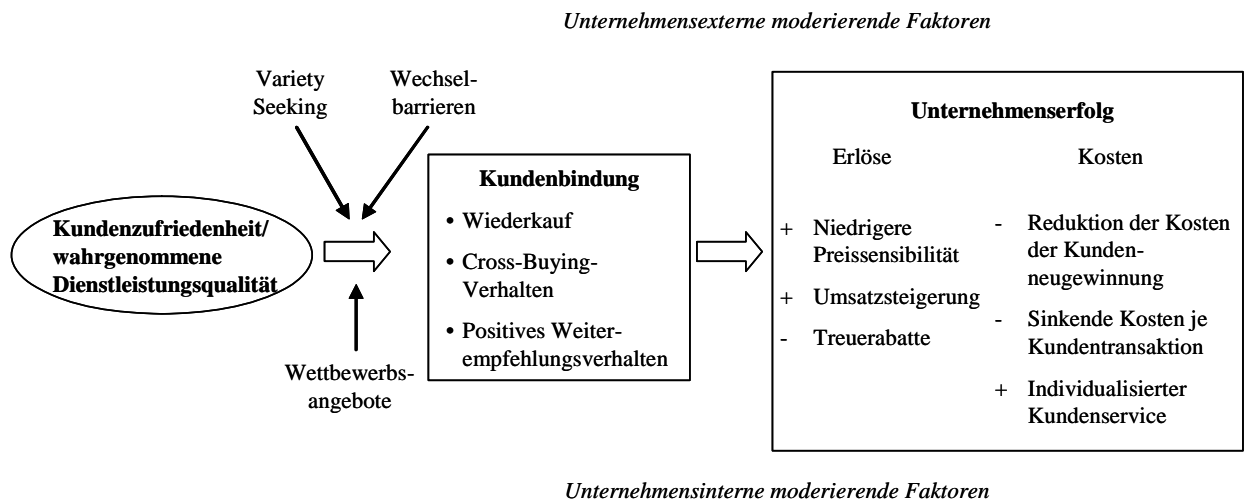 Unternehmensexterne moderierende Faktoren
Variety
Seeking
Wechsel-
barrieren
Kundenzufriedenheit/
wahrgenommene
Dienstleistungsqualität
Wettbewerbs-
angebote
Kundenbindung
• Wiederkauf
• Cross-Buying-
Verhalten
• Positives Weiter-
empfehlungsverhalten
Unternehmenserfolg
Erlöse
+ Niedrigere
Preissensibilität
+ Umsatzsteigerung
- Treuerabatte
Kosten
- Reduktion der Kosten
der Kunden-
neugewinnung
- Sinkende Kosten je
Kundentransaktion
+ Individualisierter
Kundenservice
Unternehmensinterne moderierende Faktoren